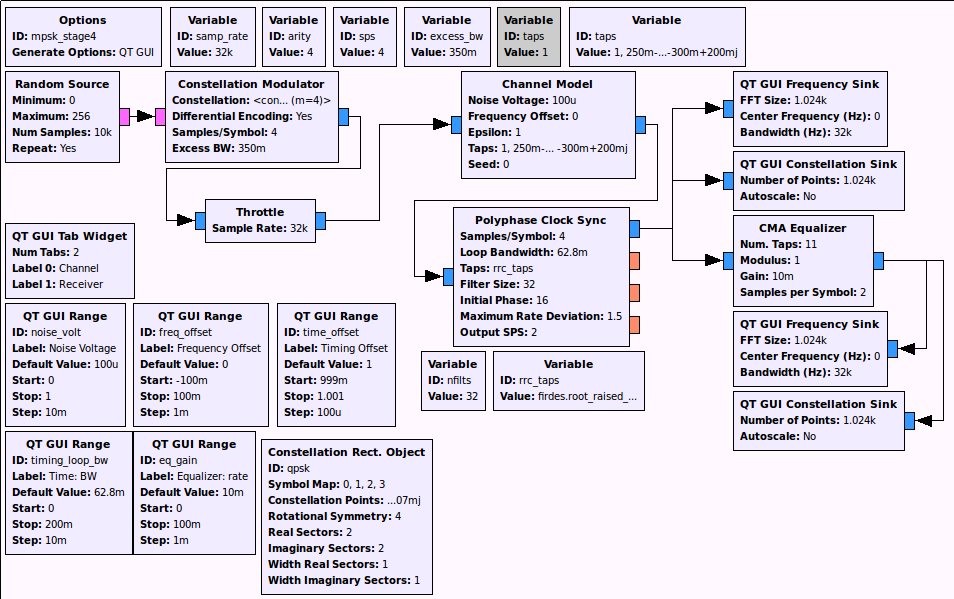 Options
ID: mpsk_stage4
Generate Options: QT GUI
Variable
ID: samp_rate
Value: 32k
Variable
ID: arity
Value: 4
Variable
ID: sps
Value: 4
Variable
ID: excess_bw
Value: 350m
Variable
ID: taps
Value: 1
Variable
ID: taps
Value: 1, 250m-...-300m+200mj
Random Source
Minimum: 0
Maximum: 256
Num Samples: 10k
Repeat: Yes
Constellation Modulator
Constellation: <con... (m=4)>
Differential Encoding: Yes
Samples/Symbol: 4
Excess BW: 350m
Channel Model
Noise Voltage: 100u
Frequency Offset: 0
Epsilon: 1
Taps: 1, 250m-... -300m+200mj
Seed: 0
QT GUI Frequency Sink
FFT Size: 1.024k
Center Frequency (Hz): 0
Bandwidth (Hz): 32k
QT GUI Constellation Sink
Number of Points: 1.024k
Autoscale: No
Throttle
Sample Rate: 32k
Polyphase Clock Sync
Samples/Symbol: 4
Loop Bandwidth: 62.8m
Taps: rrc_taps
Filter Size: 32
Initial Phase: 16
Maximum Rate Deviation: 1.5
Output SPS: 2
CMA Equalizer
Num. Taps: 11
Modulus: 1
Gain: 10m
Samples per Symbol: 2
QT GUI Tab Widget
Num Tabs: 2
Label 0: Channel
Label 1: Receiver
QT GUI Range
ID: noise_volt
Label: Noise Voltage
Default Value: 100u
Start: 0
Stop: 1
Step: 10m
QT GUI Range
ID: freq_offset
Label: Frequency Offset
Default Value: 0
Start: -100m
Stop: 100m
Step: 1m
QT GUI Range
ID: time_offset
Label: Timing Offset
Default Value: 1
Start: 999m
Stop: 1.001
Step: 100u
QT GUI Frequency Sink
FFT Size: 1.024k
Center Frequency (Hz): 0
Bandwidth (Hz): 32k
Variable
ID: nfilts
Value: 32
Variable
ID: rrc_taps
Value: firdes.root_raised_...
QT GUI Constellation Sink
Number of Points: 1.024k
Autoscale: No
QT GUI Range
ID: timing_loop_bw
Label: Time: BW
Default Value: 62.8m
Start: 0
Stop: 200m
Step: 10m
QT GUI Range
ID: eq_gain
Label: Equalizer: rate
Default Value: 10m
Start: 0
Stop: 100m
Step: 1m
Constellation Rect. Object
ID: qpsk
Symbol Map: 0, 1, 2, 3
Constellation Points: ...07mj
Rotational Symmetry: 4
Real Sectors: 2
Imaginary Sectors: 2
Width Real Sectors: 1
Width Imaginary Sectors: 1